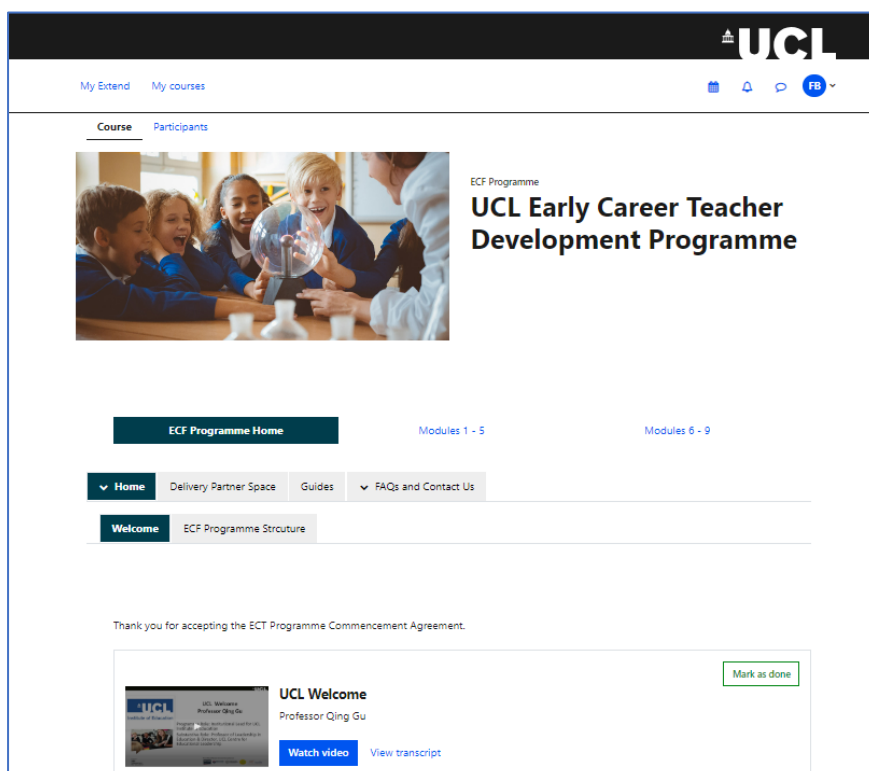 UCL
My Extend My courses FB
Course Participants
ECF Programme
UCL Early Career Teacher
Development Programme
ECF Programme Home Modules 1 - 5 Modules 6 - 9
Home Delivery Partner Space Guides FAQs and Contact Us
Welcome ECF Programme Strcuture
Thank you for accepting the ECT Programme Commencement Agreement.
Mark as done
UCL
UCL Welcome
Professor Qing Gu
Institute of Education
UCL Welcome
Professor Qing Gu
Watch video View transcript